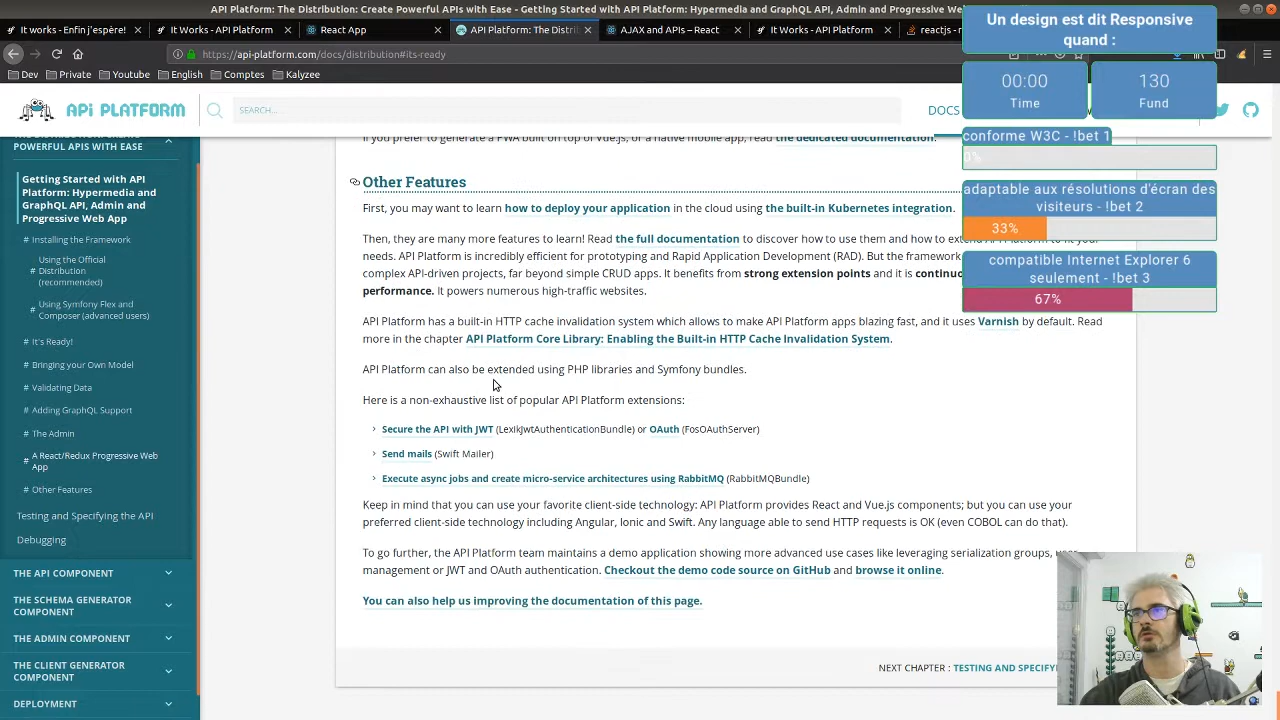 API Platform: The Distribution: Create Powerful APIs with Ease - Getting Started with API Platform: Hypermedia and GraphQL API, Admin and Progressive We
It works - Enfin j'espère!
It Works - API Platform
React App
API Platform: The Distri
AJAX and APIs – React
It works - API Platform
reactjs -
https://api-platform.com/docs/distribution#its-ready
Dev
Youtube
English
Comptes
Kalyzee
API PLATFORM
SEARCH...
DOCS
POWERFUL APIS WITH EASE
Getting Started with API
Platform: Hypermedia and
GraphQL API, Admin and
Progressive Web App
# Installing the Framework
Using the Official
# Distribution
(recommended)
# Using Symfony Flex and
Composer (advanced users)
# It's Ready!
# Bringing your Own Model
# Validating Data
# Adding GraphQL Support
# The Admin
# A React/Redux Progressive Web
App
# Other Features
Testing and Specifying the API
Debugging
THE API COMPONENT
THE SCHEMA GENERATOR
COMPONENT
THE ADMIN COMPONENT
THE CLIENT GENERATOR
COMPONENT
DEPLOYMENT
If you prefer to generate a PWA built on top of Vue.js, or a native mobile app, read the dedicated documentation.
Other Features
First, you may want to learn how to deploy your application in the cloud using the built-in Kubernetes integration.
Then, they are many more features to learn! Read the full documentation to discover how to use them and how to extend API Platform to fit your
needs. API Platform is incredibly efficient for prototyping and Rapid Application Development (RAD). But the framework
complex API-driven projects, far beyond simple CRUD apps. It benefits from strong extension points and it is
performance. It powers numerous high-traffic websites.
API Platform has a built-in HTTP cache invalidation system which allows to make API Platform apps blazing fast, and it uses Varnish by default. Read
more in the chapter API Platform Core Library: Enabling the Built-in HTTP Cache Invalidation System.
API Platform can also be extended using PHP libraries and Symfony bundles.
Here is a non-exhaustive list of popular API Platform extensions:
Secure the API with JWT (LexikJwtAuthenticationBundle) or OAuth (FosOAuthServer)
Send mails (Swift Mailer)
Execute async jobs and create micro-service architectures using RabbitMQ (RabbitMQBundle)
Keep in mind that you can use your favorite client-side technology: API Platform provides React and Vue.js components; but you can use your
preferred client-side technology including Angular, Ionic and Swift. Any language able to send HTTP requests is OK (even COBOL can do that).
To go further, the API Platform team maintains a demo application showing more advanced use cases like leveraging serialization groups, user
management or JWT and OAuth authentication. Checkout the demo code source on GitHub and browse it online.
You can also help us improving the documentation of this page.
NEXT CHAPTER : TESTING AND SPECIFY
Un design est dit Responsive
quand :
00:00
Time
130
Fund
conforme W3C - !bet 1
0%
adaptable aux résolutions d'écran des
visiteurs - !bet 2
33%
compatible Internet Explorer 6
seulement - !bet 3
67%